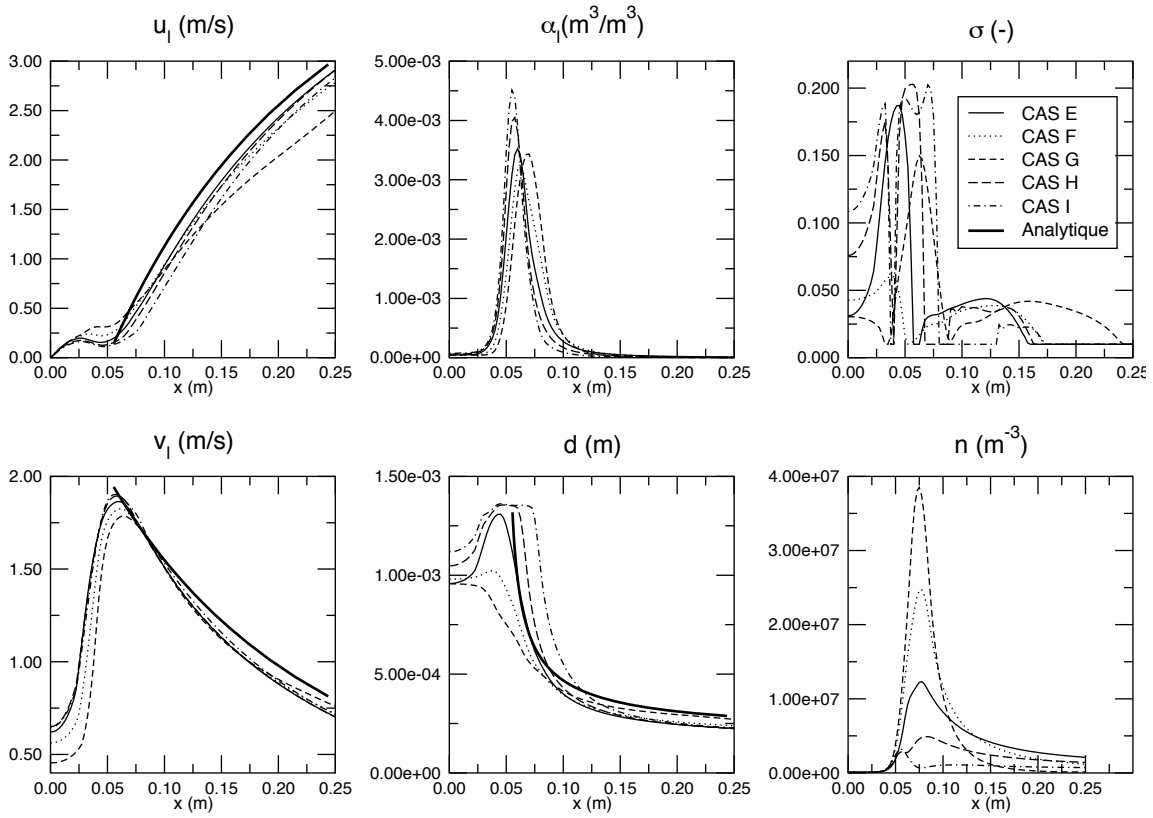 u_l (m/s)
α_l(m^3/m^3)
σ (-)
3.00
2.50
2.00
1.50
1.00
0.50
0.00
0.00 0.05 0.10 0.15 0.20 0.25
x (m)
5.00e-03
4.00e-03
3.00e-03
2.00e-03
1.00e-03
0.00e+00
0.00 0.05 0.10 0.15 0.20 0.25
x (m)
0.200
0.150
0.100
0.050
0.000
0.00 0.05 0.10 0.15 0.20 0.25
x (m)
CAS E
CAS F
CAS G
CAS H
CAS I
Analytique
v_l (m/s)
d (m)
n (m^-3)
2.00
1.50
1.00
0.50
0.00 0.05 0.10 0.15 0.20 0.25
x (m)
1.50e-03
1.00e-03
5.00e-04
0.00e+00
0.00 0.05 0.10 0.15 0.20 0.25
x (m)
4.00e+07
3.00e+07
2.00e+07
1.00e+07
0.00e+00
0.00 0.05 0.10 0.15 0.20 0.25 0.30
x (m)